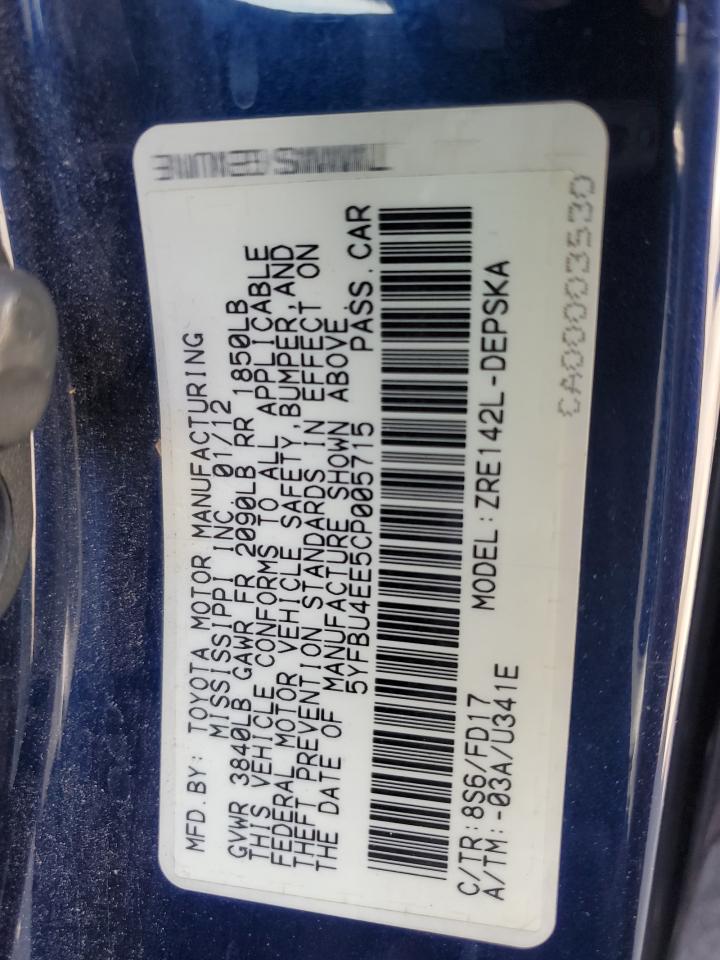 MFD.BY: TOYOTA MOTOR MANUFACTURING
MISSISSIPPI INC. 01/12
GVWR 3840LB GAWR FR 2090LB RR 1850LB
THIS VEHICLE CONFORMS TO ALL APPLICABLE
FEDERAL MOTOR VEHICLE SAFETY,BUMPER,AND
THEFT PREVENTION STANDARDS IN EFFECT ON
THE DATE OF MANUFACTURE SHOWN ABOVE.
5YFBU4EE5CP005715 PASS.CAR
MODEL:ZRE142L-DEPSKA
C/TR:8S6/FD17
A/TM:-03A/U341E
CA000003530